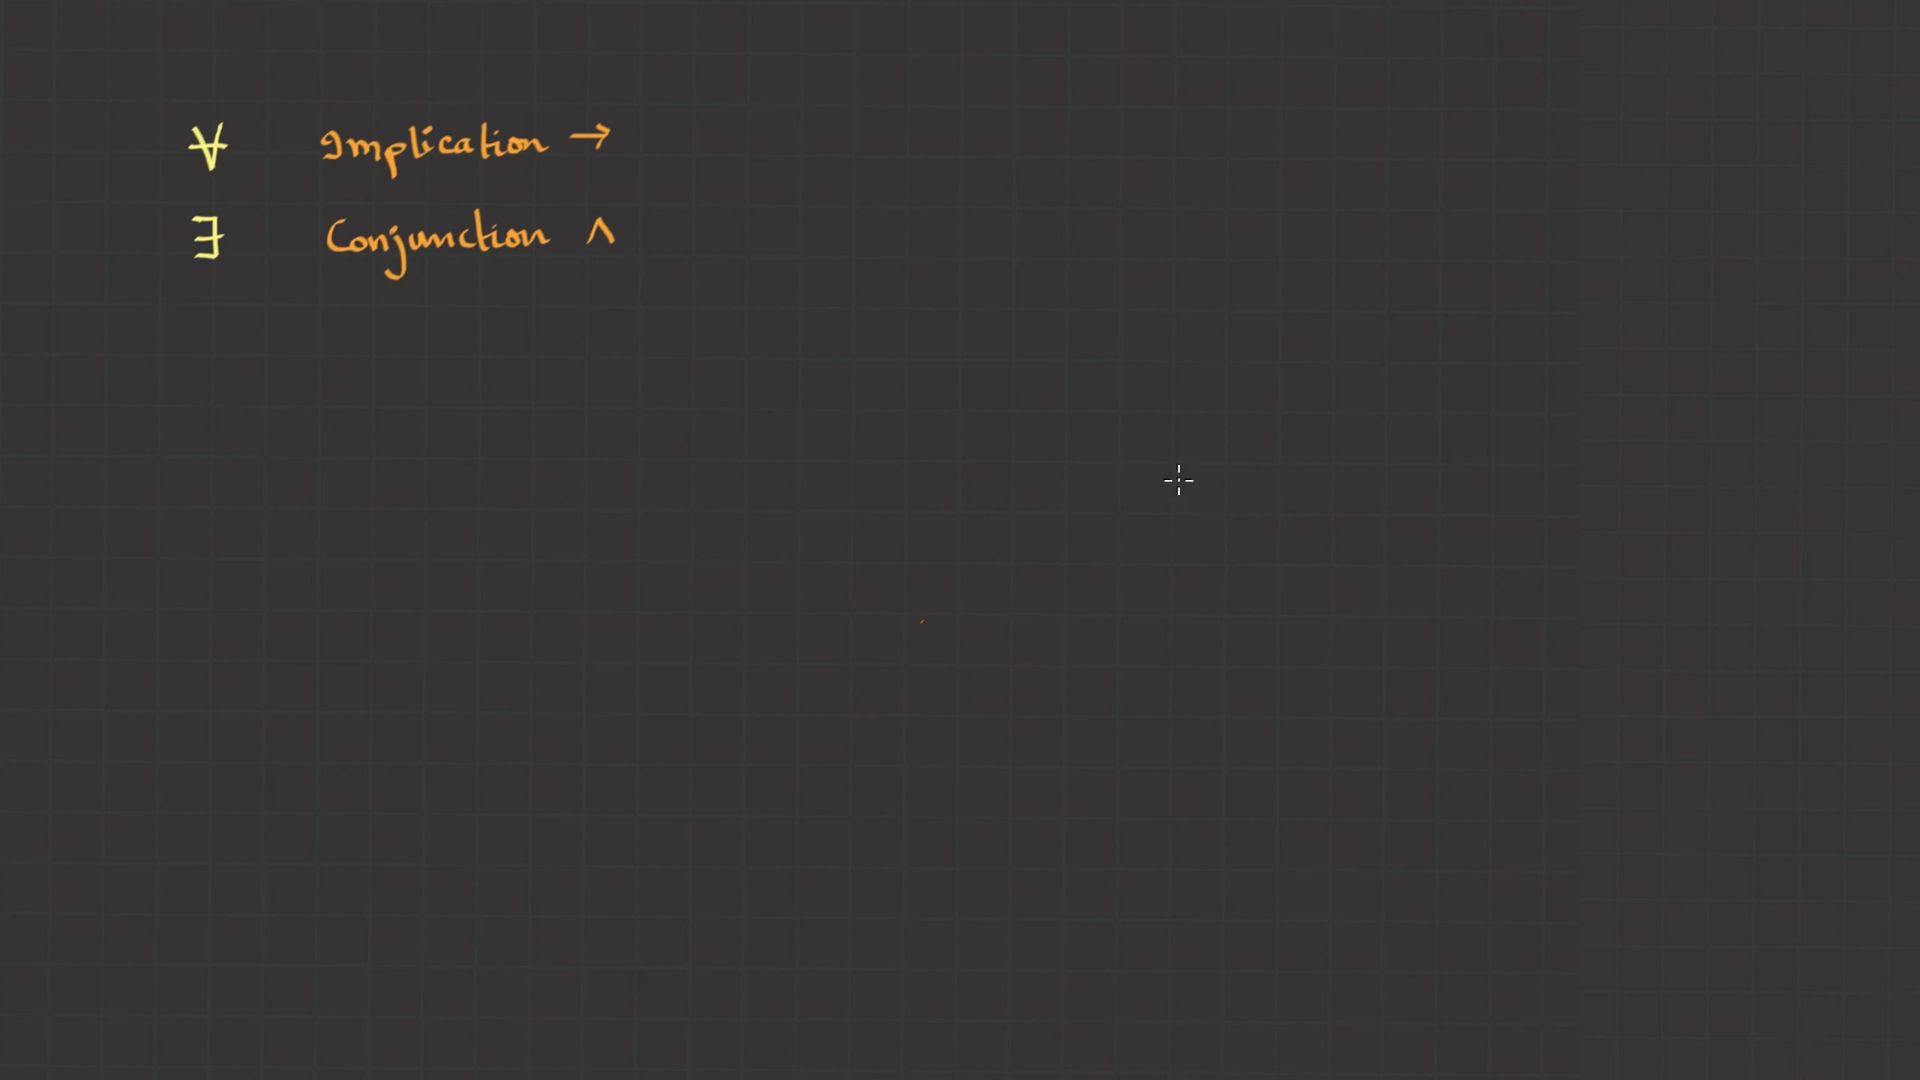 ∀ Implication →
∃ Conjunction ∧